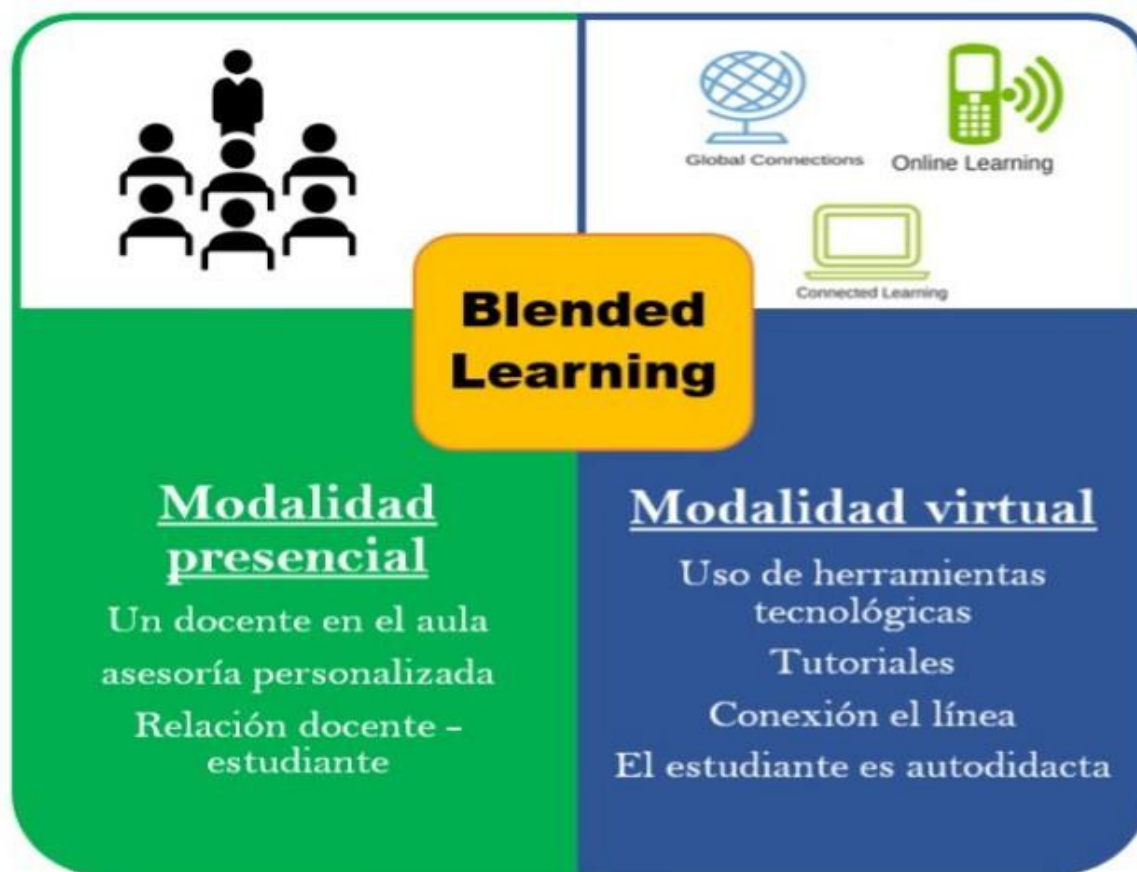 Global Connections
Online Learning
Connected Learning
Blended
Learning
Modalidad
presencial
Un docente en el aula
asesoría personalizada
Relación docente –
estudiante
Modalidad virtual
Uso de herramientas
tecnológicas
Tutoriales
Conexión el línea
El estudiante es autodidacta